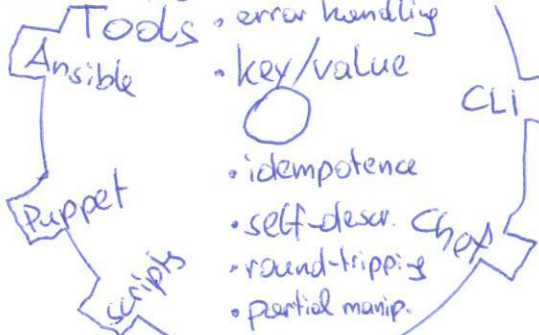 Tools
• error handling
Ansible
• key/value
CLI
• idempotence
Puppet
• self-descr.
Chef
• round-tripping
scripts
• partial manip.